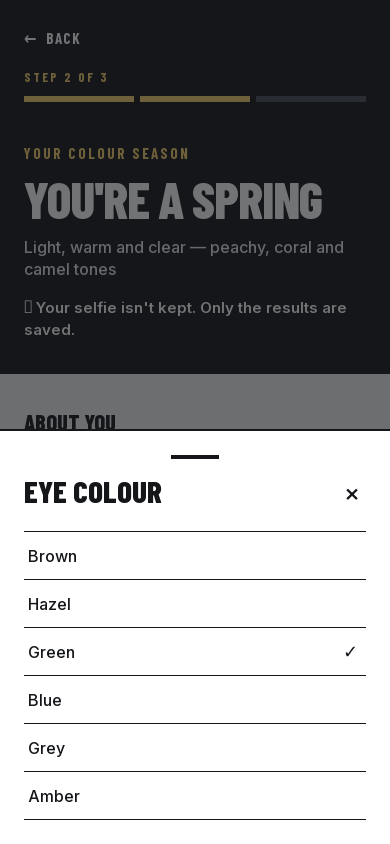 ← BACK
STEP 2 OF 3
YOUR COLOUR SEASON
YOU'RE A SPRING
Light, warm and clear — peachy, coral and
camel tones
Your selfie isn't kept. Only the results are
saved.
ABOUT YOU
EYE COLOUR ×
Brown
Hazel
Green ✓
Blue
Grey
Amber